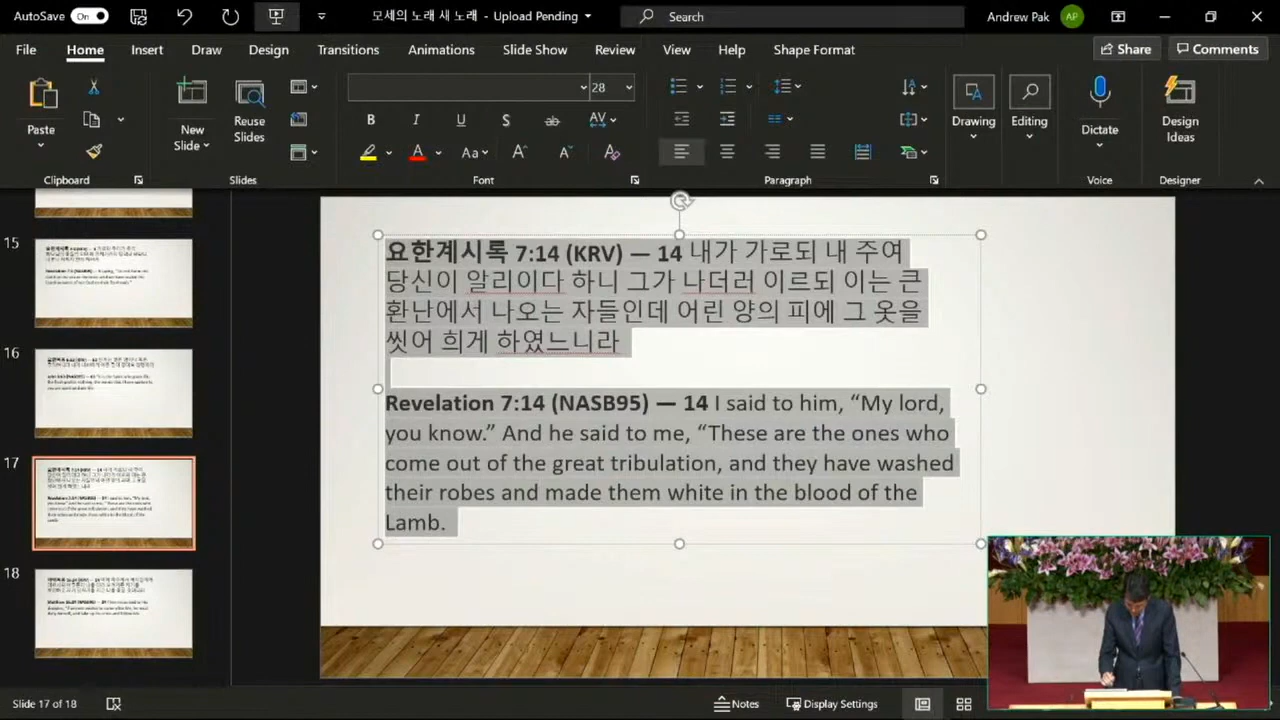 AutoSave On 모세의 노래 새 노래 - Upload Pending Search Andrew Pak AP
File Home Insert Draw Design Transitions Animations Slide Show Review View Help Shape Format Share Comments
28
Paste New Slide Reuse Slides B I U S ab AV Aa A A A Drawing Editing Dictate Design Ideas
Clipboard Slides Font Paragraph Voice Designer
15
16
17
18
요한계시록 7:14 (KRV) — 14 내가 가로되 내 주여
당신이 알리이다 하니 그가 나더러 이르되 이는 큰
환난에서 나오는 자들인데 어린 양의 피에 그 옷을
씻어 희게 하였느니라
Revelation 7:14 (NASB95) — 14 I said to him, “My lord,
you know.” And he said to me, “These are the ones who
come out of the great tribulation, and they have washed
their robes and made them white in the blood of the
Lamb.
Slide 17 of 18 Notes Display Settings